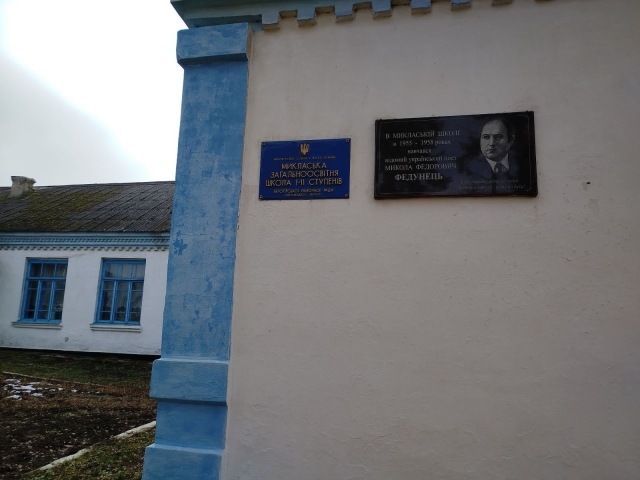 МИКЛАСЬКА
ЗАГАЛЬНООСВІТНЯ
ШКОЛА І-ІІ СТУПЕНІВ
В МИКЛАСЬКІЙ ШКОЛІ
в 1955 - 1958 роках
навчався
відомий український поет
МИКОЛА ФЕДОРОВИЧ
ФЕДУНЕЦЬ